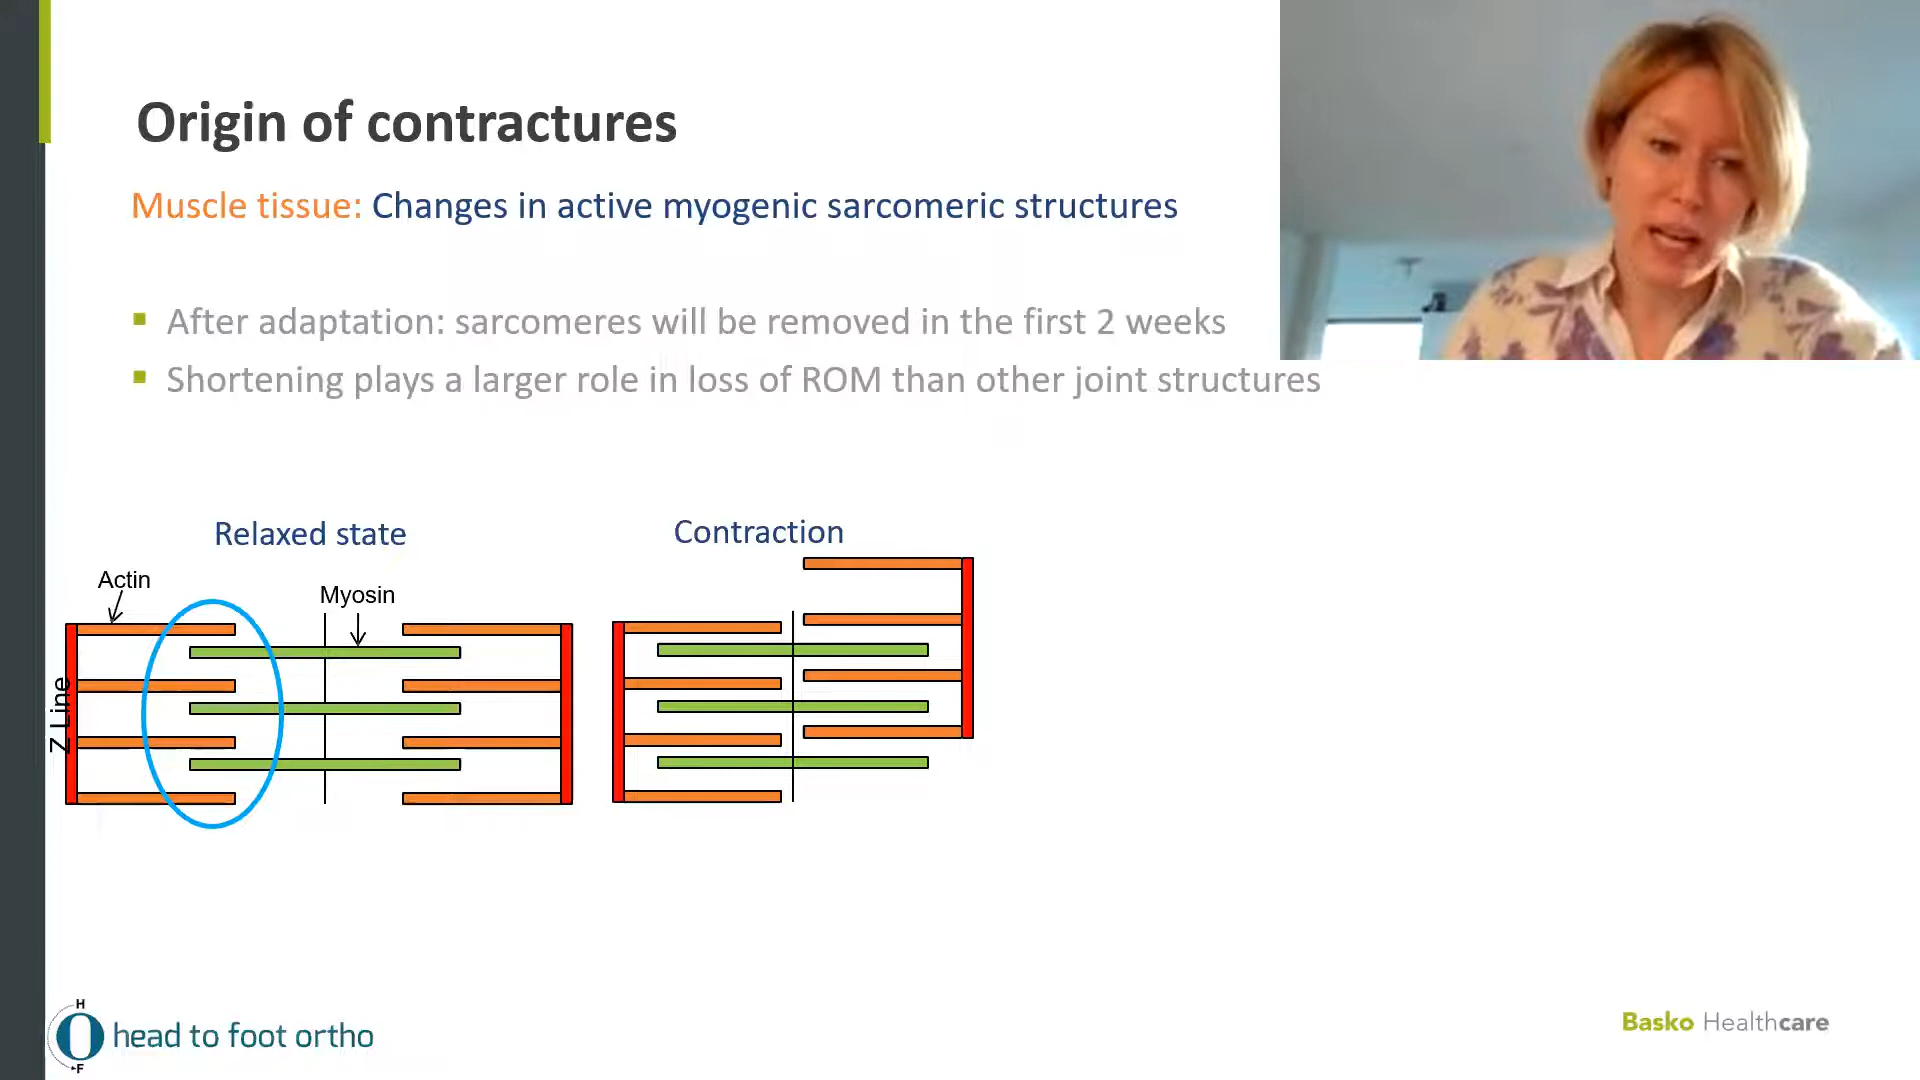 Origin of contractures
Muscle tissue: Changes in active myogenic sarcomeric structures
After adaptation: sarcomeres will be removed in the first 2 weeks
Shortening plays a larger role in loss of ROM than other joint structures
Relaxed state
Contraction
Actin
Myosin
Z Line
H
head to foot ortho
F
Basko Healthcare